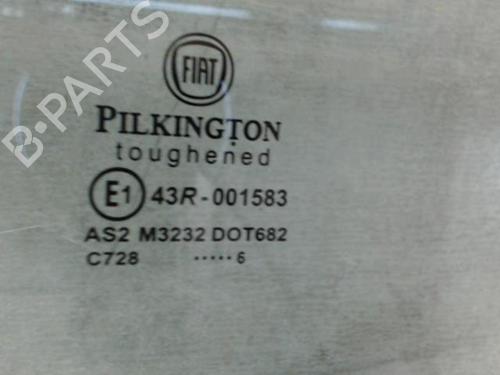 FIAT
PILKINGTON
toughened
E1 43R-001583
AS2 M3232 DOT682
C728 ·····6
B-PARTS